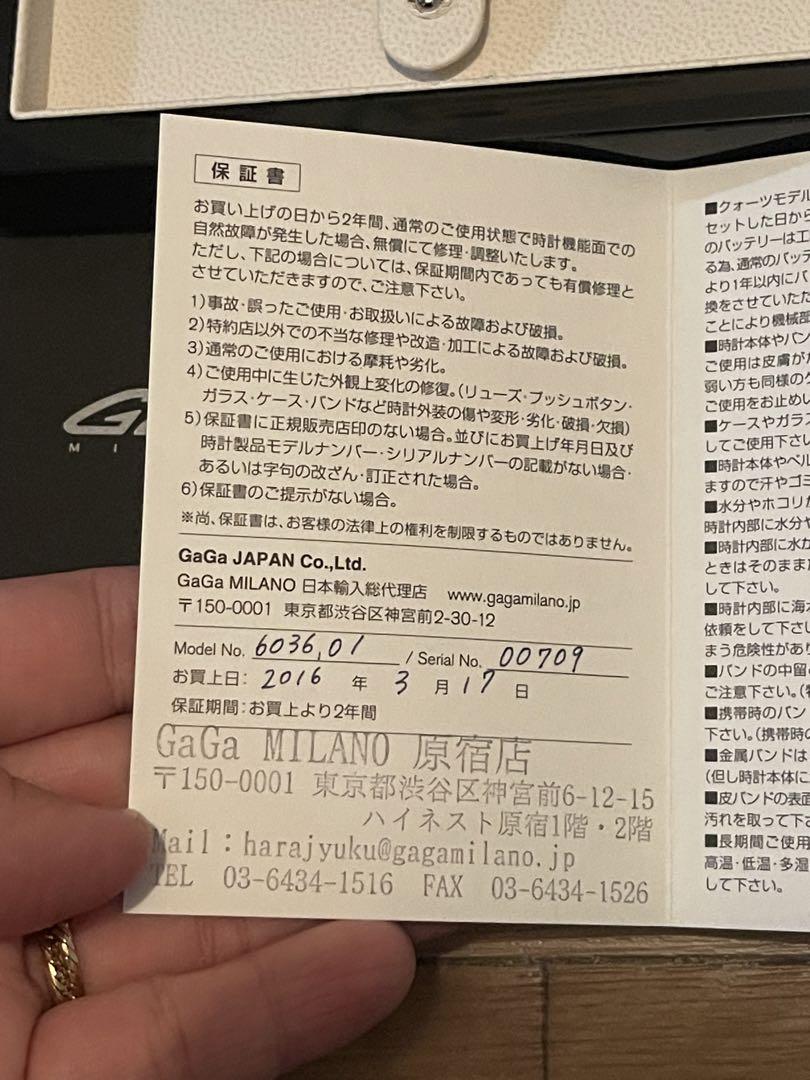 保証書
お買い上げの日から2年間、通常のご使用状態で時計機能面での
自然故障が発生した場合、無償にて修理・調整いたします。
ただし、下記の場合については、保証期間内であっても有償修理と
させていただきますので、ご注意下さい。
1)事故・誤ったご使用・お取扱いによる故障および破損。
2)特約店以外での不当な修理や改造・加工による故障および破損。
3)通常のご使用における摩耗や劣化。
4)ご使用中に生じた外観上変化の修復。(リューズ・プッシュボタン・
ガラス・ケース・バンドなど時計外装の傷や変形・劣化・破損・欠損)
5)保証書に正規販売店印のない場合。並びにお買上げ年月日及び
時計製品モデルナンバー・シリアルナンバーの記載がない場合・
あるいは字句の改ざん・訂正された場合。
6)保証書のご提示がない場合。
※尚、保証書は、お客様の法律上の権利を制限するものではありません。
GaGa JAPAN Co.,Ltd.
GaGa MILANO 日本輸入総代理店 www.gagamilano.jp
〒150-0001 東京都渋谷区神宮前2-30-12
Model No. 6036,01 / Serial No. 00709
お買上日: 2016 年 3 月 17 日
保証期間:お買上より2年間
GaGa MILANO 原宿店
〒150-0001 東京都渋谷区神宮前6-12-15
ハイネスト原宿1階・2階
Mail:harajyuku@gagamilano.jp
TEL 03-6434-1516 FAX 03-6434-1526
■クォーツモデル
セットした日から
のバッテリーは工
る為、通常のバッテ
より1年以内にバ
換をさせていただ
ことにより機械部
■時計本体やバン
ご使用は皮膚が
弱い方も同様のケ
ご使用をお止めい
■ケースやガラス
してご使用下さい
■時計本体やベル
ますので汗やゴミ
■水分やホコリが
時計内部に水分や
■時計内部に水が
ときはそのまま放
して下さい。
■時計内部に海水
依頼をして下さい
まう危険性があり
■バンドの中留
ご注意下さい。
■携帯時のバン
下さい。(携帯時の
■金属バンドは
(但し時計本体に
■皮バンドの表面
汚れを取って下さ
■長期間ご使用
高温・低温・多湿
して下さい。